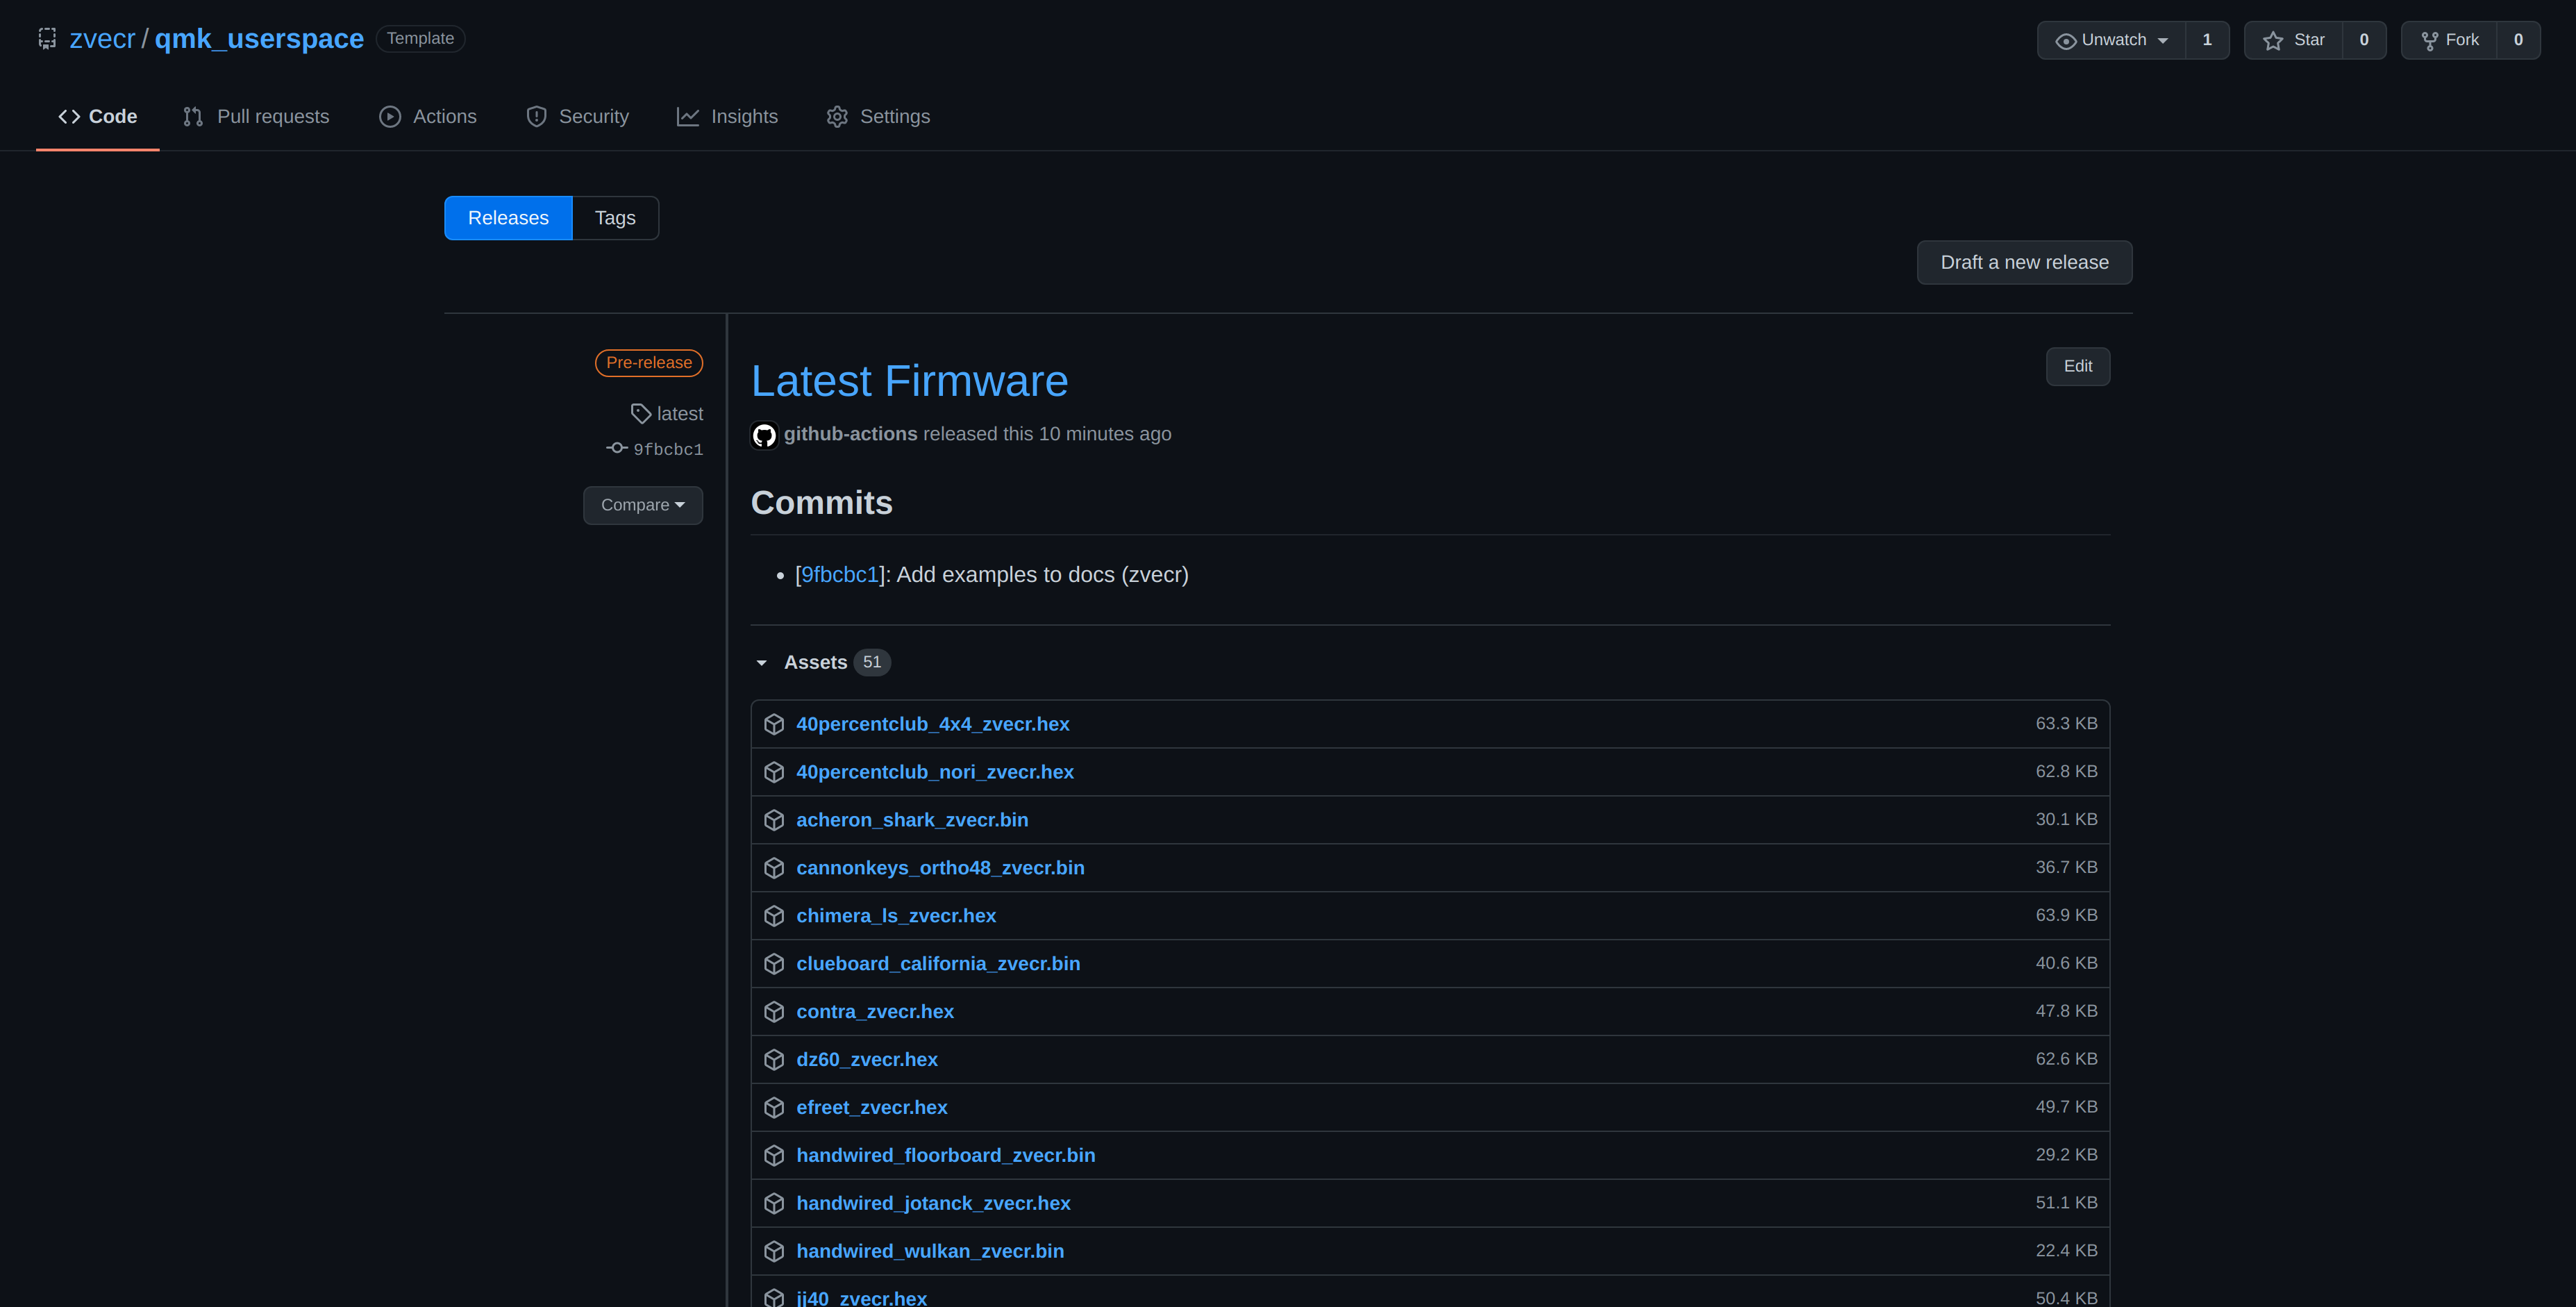 zvecr / qmk_userspace Template
Unwatch 1 Star 0 Fork 0
Code Pull requests Actions Security Insights Settings
Releases Tags
Draft a new release
Pre-release
latest
9fbcbc1
Compare
Latest Firmware
Edit
github-actions released this 10 minutes ago
Commits
[9fbcbc1]: Add examples to docs (zvecr)
Assets 51
40percentclub_4x4_zvecr.hex 63.3 KB
40percentclub_nori_zvecr.hex 62.8 KB
acheron_shark_zvecr.bin 30.1 KB
cannonkeys_ortho48_zvecr.bin 36.7 KB
chimera_ls_zvecr.hex 63.9 KB
clueboard_california_zvecr.bin 40.6 KB
contra_zvecr.hex 47.8 KB
dz60_zvecr.hex 62.6 KB
efreet_zvecr.hex 49.7 KB
handwired_floorboard_zvecr.bin 29.2 KB
handwired_jotanck_zvecr.hex 51.1 KB
handwired_wulkan_zvecr.bin 22.4 KB
jj40_zvecr.hex 50.4 KB